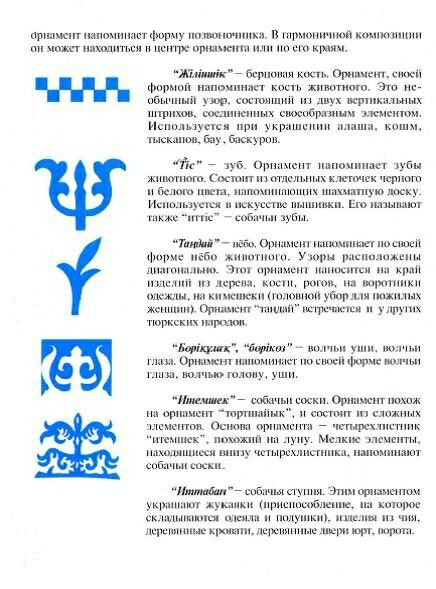 орнамент напоминает форму позвоночника. В гармоничной композиции
он может находиться в центре орнамента или по его краям.
“Жіліншік” – берцовая кость. Орнамент, своей
формой напоминает кость животного. Это не-
обычный узор, состоящий из двух вертикальных
штрихов, соединенных своеобразным элементом.
Используется при украшении алаша, кошм,
тыскапов, бау, баскуров.
“Тіс” – зуб. Орнамент напоминает зубы
животного. Состоит из отдельных клеточек черного
и белого цвета, напоминающих шахматную доску.
Используется в искусстве вышивки. Его называют
также “иттіс” – собачьи зубы.
“Таңдай” – нёбо. Орнамент напоминает по своей
форме нёбо животного. Узоры расположены
диагонально. Этот орнамент наносится на край
изделий из дерева, кости, рогов, на воротники
одежды, на кимешеки (головной убор для пожилых
женщин). Орнамент “таңдай” встречается и у других
тюркских народов.
“Бөріқұлақ”, “бөрікөз” – волчьи уши, волчьи
глаза. Орнамент напоминает по своей форме волчьи
глаза, волчью голову, уши.
“Итемшек” – собачьи соски. Орнамент похож
на орнамент “төртшайық”, и состоит из сложных
элементов. Основа орнамента – четырехлистник
“итемшек”, похожий на луну. Мелкие элементы,
находящиеся внизу четырехлистника, напоминают
собачьи соски.
“Иттабан” – собачья ступня. Этим орнаментом
украшают жукаяки (приспособление, на которое
складываются одеяла и подушки), изделия из чия,
деревянные кровати, деревянные двери юрт, ворота.